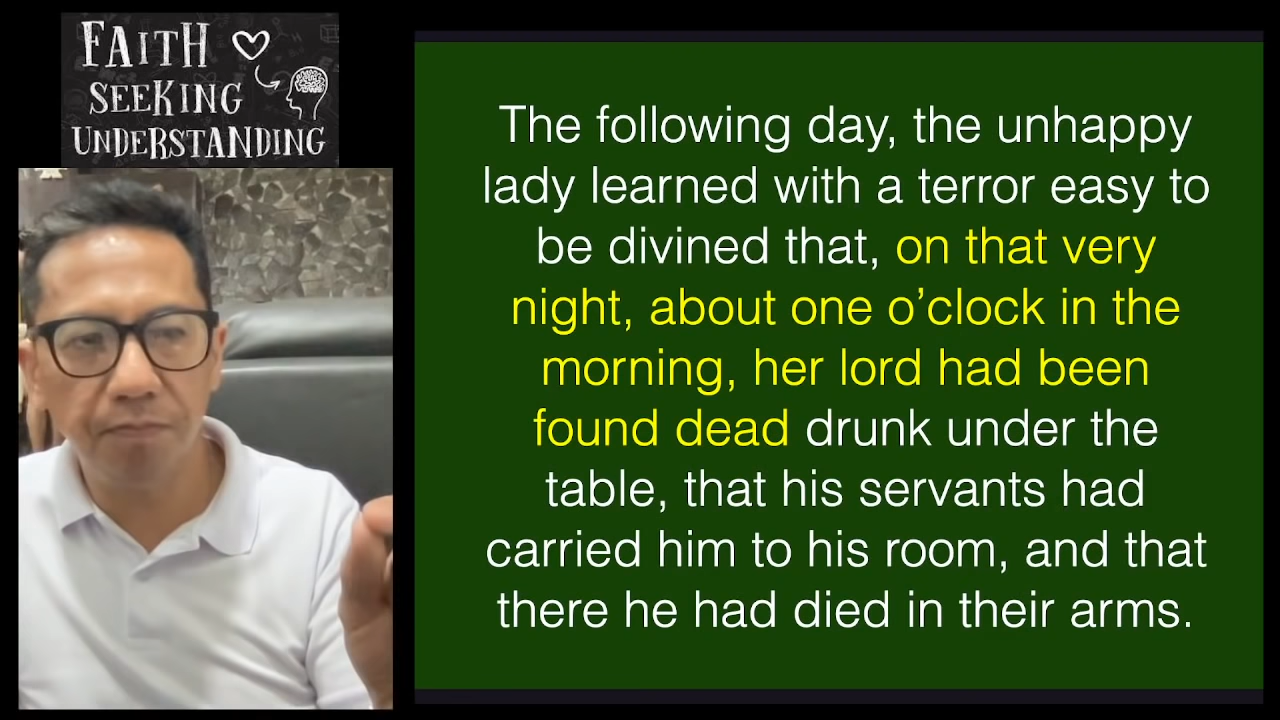 FAITH
SEEKING
UNDERSTANDING
The following day, the unhappy
lady learned with a terror easy to
be divined that, on that very
night, about one o’clock in the
morning, her lord had been
found dead drunk under the
table, that his servants had
carried him to his room, and that
there he had died in their arms.